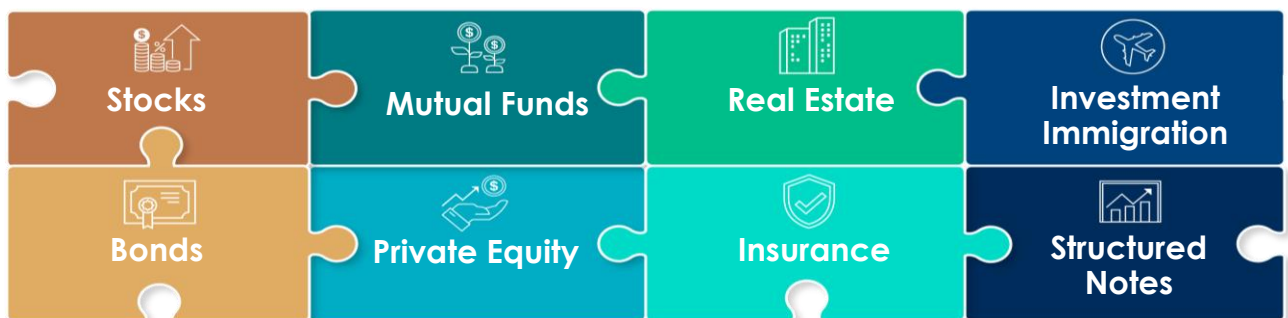 Stocks
Mutual Funds
Real Estate
Investment
Immigration
Bonds
Private Equity
Insurance
Structured
Notes